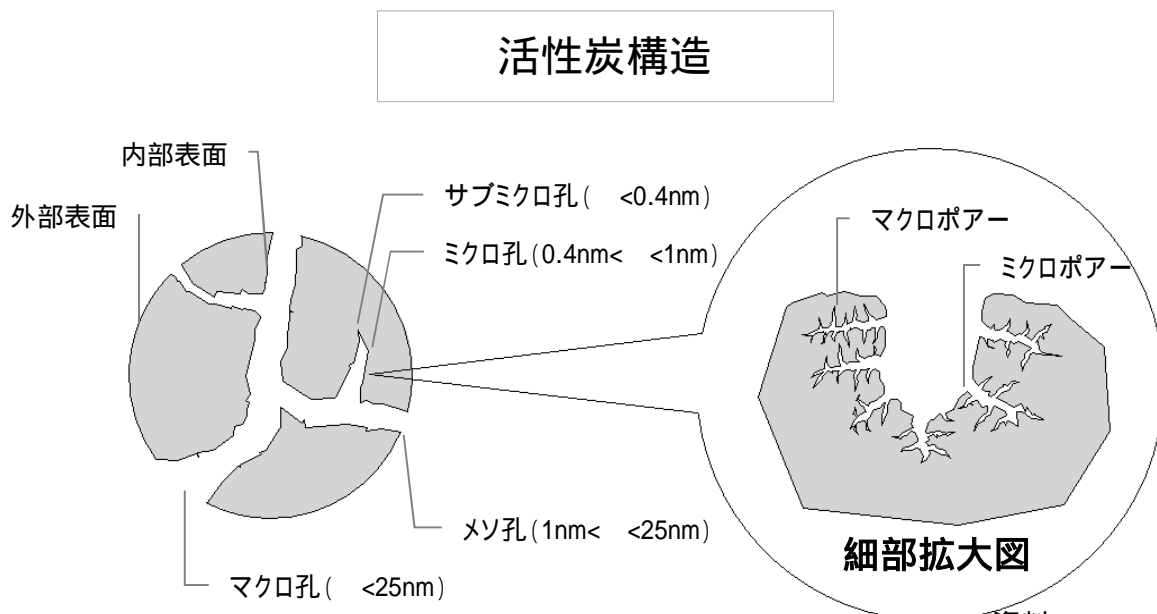 活性炭構造
内部表面
外部表面
サブミクロ孔(　<0.4nm)
ミクロ孔(0.4nm<　<1nm)
メソ孔(1nm<　<25nm)
マクロ孔(　<25nm)
マクロポアー
ミクロポアー
細部拡大図